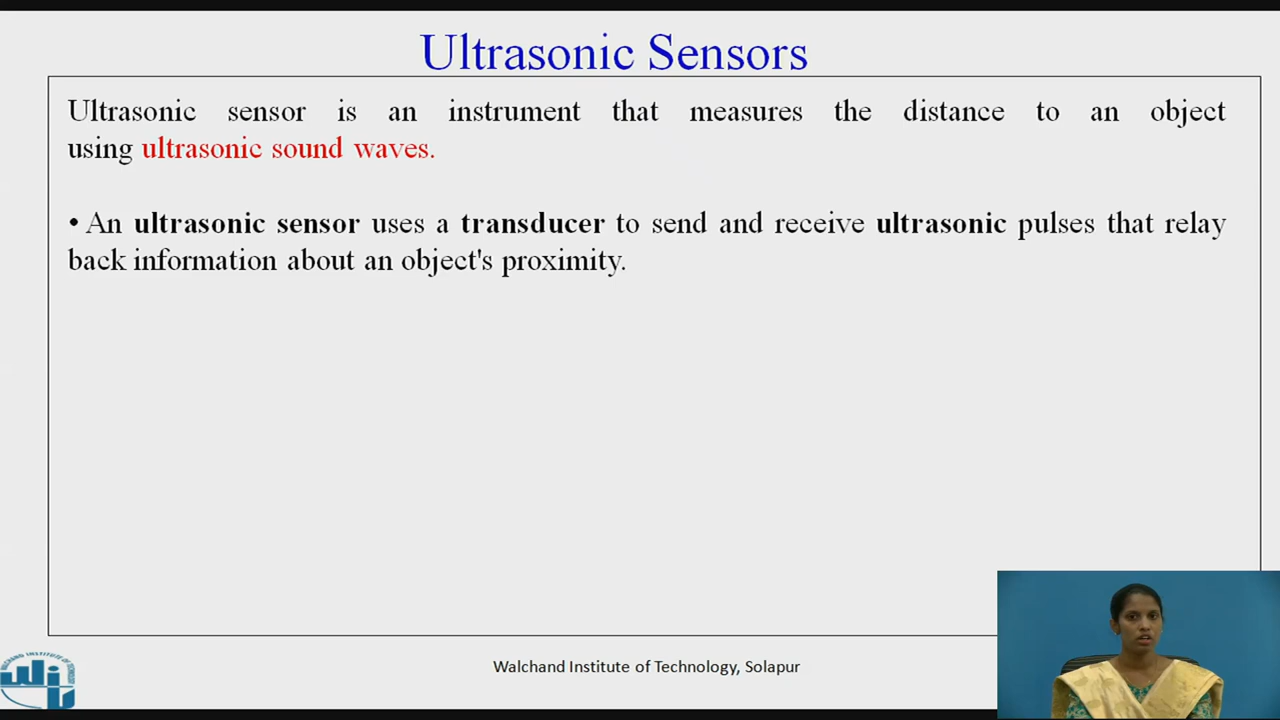 Ultrasonic Sensors
Ultrasonic sensor is an instrument that measures the distance to an object
using ultrasonic sound waves.
• An ultrasonic sensor uses a transducer to send and receive ultrasonic pulses that relay
back information about an object's proximity.
Walchand Institute of Technology, Solapur